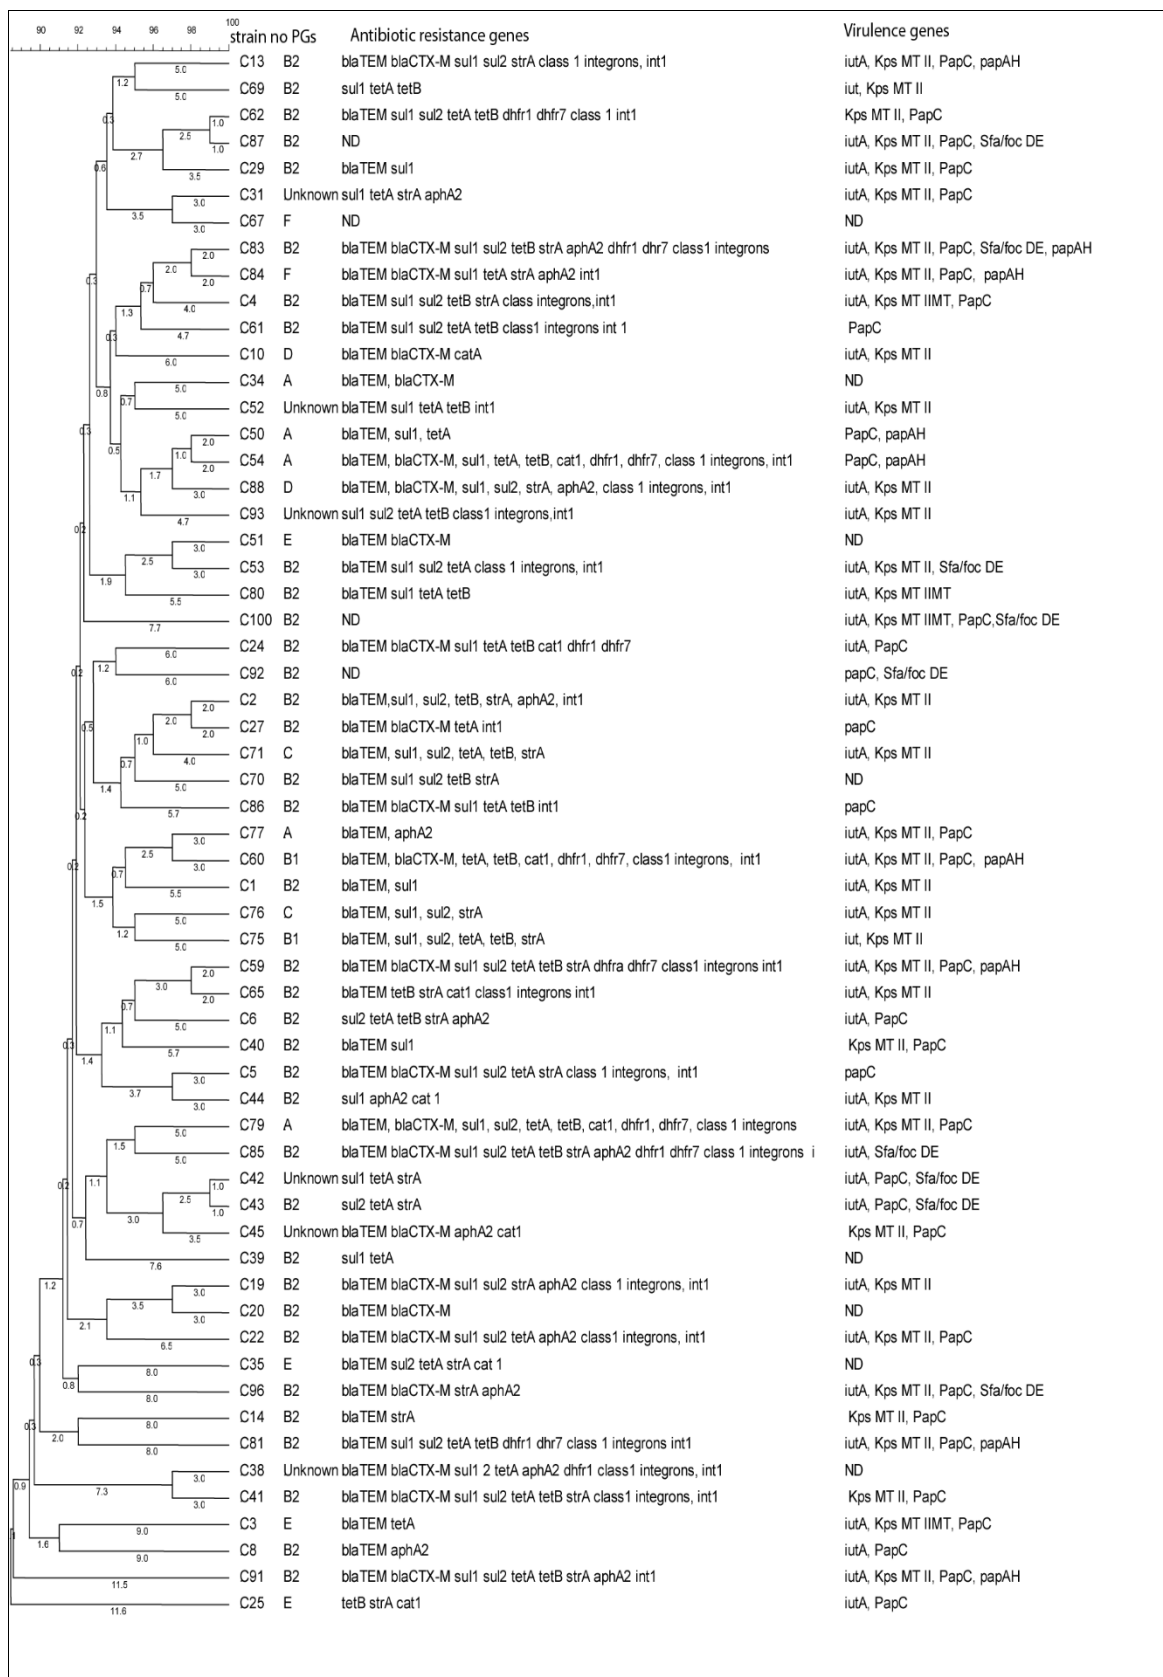 90 92 94 96 98 100
strain no PGs Antibiotic resistance genes Virulence genes
C13 B2 blaTEM blaCTX-M sul1 sul2 strA class 1 integrons, int1 iutA, Kps MT II, PapC, papAH
C69 B2 sul1 tetA tetB iut, Kps MT II
C62 B2 blaTEM sul1 sul2 tetA tetB dhfr1 dhfr7 class 1 int1 Kps MT II, PapC
C87 B2 ND iutA, Kps MT II, PapC, Sfa/foc DE
C29 B2 blaTEM sul1 iutA, Kps MT II, PapC
C31 Unknown sul1 tetA strA aphA2 iutA, Kps MT II, PapC
C67 F ND ND
C83 B2 blaTEM blaCTX-M sul1 sul2 tetB strA aphA2 dhfr1 dhr7 class1 integrons iutA, Kps MT II, PapC, Sfa/foc DE, papAH
C84 F blaTEM blaCTX-M sul1 tetA strA aphA2 int1 iutA, Kps MT II, PapC, papAH
C4 B2 blaTEM sul1 sul2 tetB strA class integrons,int1 iutA, Kps MT IIMT, PapC
C61 B2 blaTEM sul1 sul2 tetA tetB class1 integrons int 1 PapC
C10 D blaTEM blaCTX-M catA iutA, Kps MT II
C34 A blaTEM, blaCTX-M ND
C52 Unknown blaTEM sul1 tetA tetB int1 iutA, Kps MT II
C50 A blaTEM, sul1, tetA PapC, papAH
C54 A blaTEM, blaCTX-M, sul1, tetA, tetB, cat1, dhfr1, dhfr7, class 1 integrons, int1 PapC, papAH
C88 D blaTEM, blaCTX-M, sul1, sul2, strA, aphA2, class 1 integrons, int1 iutA, Kps MT II
C93 Unknown sul1 sul2 tetA tetB class1 integrons,int1 iutA, Kps MT II
C51 E blaTEM blaCTX-M ND
C53 B2 blaTEM sul1 sul2 tetA class 1 integrons, int1 iutA, Kps MT II, Sfa/foc DE
C80 B2 blaTEM sul1 tetA tetB iutA, Kps MT IIMT
C100 B2 ND iutA, Kps MT IIMT, PapC,Sfa/foc DE
C24 B2 blaTEM blaCTX-M sul1 tetA tetB cat1 dhfr1 dhfr7 iutA, PapC
C92 B2 ND papC, Sfa/foc DE
C2 B2 blaTEM,sul1, sul2, tetB, strA, aphA2, int1 iutA, Kps MT II
C27 B2 blaTEM blaCTX-M tetA int1 papC
C71 C blaTEM, sul1, sul2, tetA, tetB, strA iutA, Kps MT II
C70 B2 blaTEM sul1 sul2 tetB strA ND
C86 B2 blaTEM blaCTX-M sul1 tetA tetB int1 papC
C77 A blaTEM, aphA2 iutA, Kps MT II, PapC
C60 B1 blaTEM, blaCTX-M, tetA, tetB, cat1, dhfr1, dhfr7, class1 integrons, int1 iutA, Kps MT II, PapC, papAH
C1 B2 blaTEM, sul1 iutA, Kps MT II
C76 C blaTEM, sul1, sul2, strA iutA, Kps MT II
C75 B1 blaTEM, sul1, sul2, tetA, tetB, strA iut, Kps MT II
C59 B2 blaTEM blaCTX-M sul1 sul2 tetA tetB strA dhfra dhfr7 class1 integrons int1 iutA, Kps MT II, PapC, papAH
C65 B2 blaTEM tetB strA cat1 class1 integrons int1 iutA, Kps MT II
C6 B2 sul2 tetA tetB strA aphA2 iutA, PapC
C40 B2 blaTEM sul1 Kps MT II, PapC
C5 B2 blaTEM blaCTX-M sul1 sul2 tetA strA class 1 integrons, int1 papC
C44 B2 sul1 aphA2 cat 1 iutA, Kps MT II
C79 A blaTEM, blaCTX-M, sul1, sul2, tetA, tetB, cat1, dhfr1, dhfr7, class 1 integrons iutA, Kps MT II, PapC
C85 B2 blaTEM blaCTX-M sul1 sul2 tetA tetB strA aphA2 dhfr1 dhfr7 class 1 integrons i iutA, Sfa/foc DE
C42 Unknown sul1 tetA strA iutA, PapC, Sfa/foc DE
C43 B2 sul2 tetA strA iutA, PapC, Sfa/foc DE
C45 Unknown blaTEM blaCTX-M aphA2 cat1 Kps MT II, PapC
C39 B2 sul1 tetA ND
C19 B2 blaTEM blaCTX-M sul1 sul2 strA aphA2 class 1 integrons, int1 iutA, Kps MT II
C20 B2 blaTEM blaCTX-M ND
C22 B2 blaTEM blaCTX-M sul1 sul2 tetA aphA2 class1 integrons, int1 iutA, Kps MT II, PapC
C35 E blaTEM sul2 tetA strA cat 1 ND
C96 B2 blaTEM blaCTX-M strA aphA2 iutA, Kps MT II, PapC, Sfa/foc DE
C14 B2 blaTEM strA Kps MT II, PapC
C81 B2 blaTEM sul1 sul2 tetA tetB dhfr1 dhr7 class 1 integrons int1 iutA, Kps MT II, PapC, papAH
C38 Unknown blaTEM blaCTX-M sul1 2 tetA aphA2 dhfr1 class1 integrons, int1 ND
C41 B2 blaTEM blaCTX-M sul1 sul2 tetA tetB strA class1 integrons, int1 Kps MT II, PapC
C3 E blaTEM tetA iutA, Kps MT IIMT, PapC
C8 B2 blaTEM aphA2 iutA, PapC
C91 B2 blaTEM blaCTX-M sul1 sul2 tetA tetB strA aphA2 int1 iutA, Kps MT II, PapC, papAH
C25 E tetB strA cat1 iutA, PapC